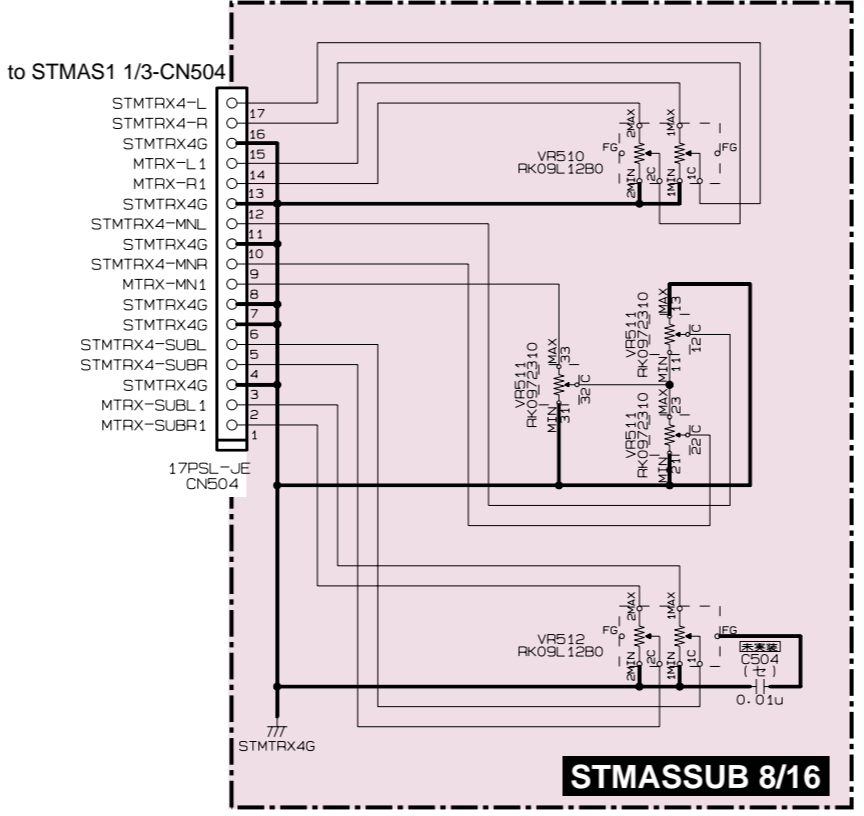 to STMAS1 1/3-CN504
STMTRX4-L
17
STMTRX4-R
16
STMTRX4G
15
MTRX-L1
14
MTRX-R1
13
STMTRX4G
12
STMTRX4-MNL
11
STMTRX4G
10
STMTRX4-MNR
9
MTRX-MN1
8
STMTRX4G
7
STMTRX4G
6
STMTRX4-SUBL
5
STMTRX4-SUBR
4
STMTRX4G
3
MTRX-SUBL1
2
MTRX-SUBR1
1
17PSL-JE
CN504
2MAX
1MAX
FG
FG
VR510
RK09L12B0
2MIN
2C
1MIN
1C
VR511
RK0972310
MAX
13
12C
MIN
11
VR511
RK0972310
MAX
33
32C
MIN
31
VR511
RK0972310
MAX
23
22C
MIN
21
2MAX
1MAX
FG
FG
VR512
RK09L12B0
2MIN
2C
1MIN
1C
未実装
C504
(セ)
0.01u
STMTRX4G
STMASSUB 8/16